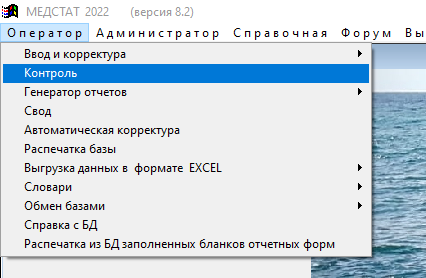 МЕДСТАТ 2022 (версия 8.2)
Оператор Администратор Справочная Форум Вы
Ввод и корректура
Контроль
Генератор отчетов
Свод
Автоматическая корректура
Распечатка базы
Выгрузка данных в формате EXCEL
Словари
Обмен базами
Справка с БД
Распечатка из БД заполненных бланков отчетных форм